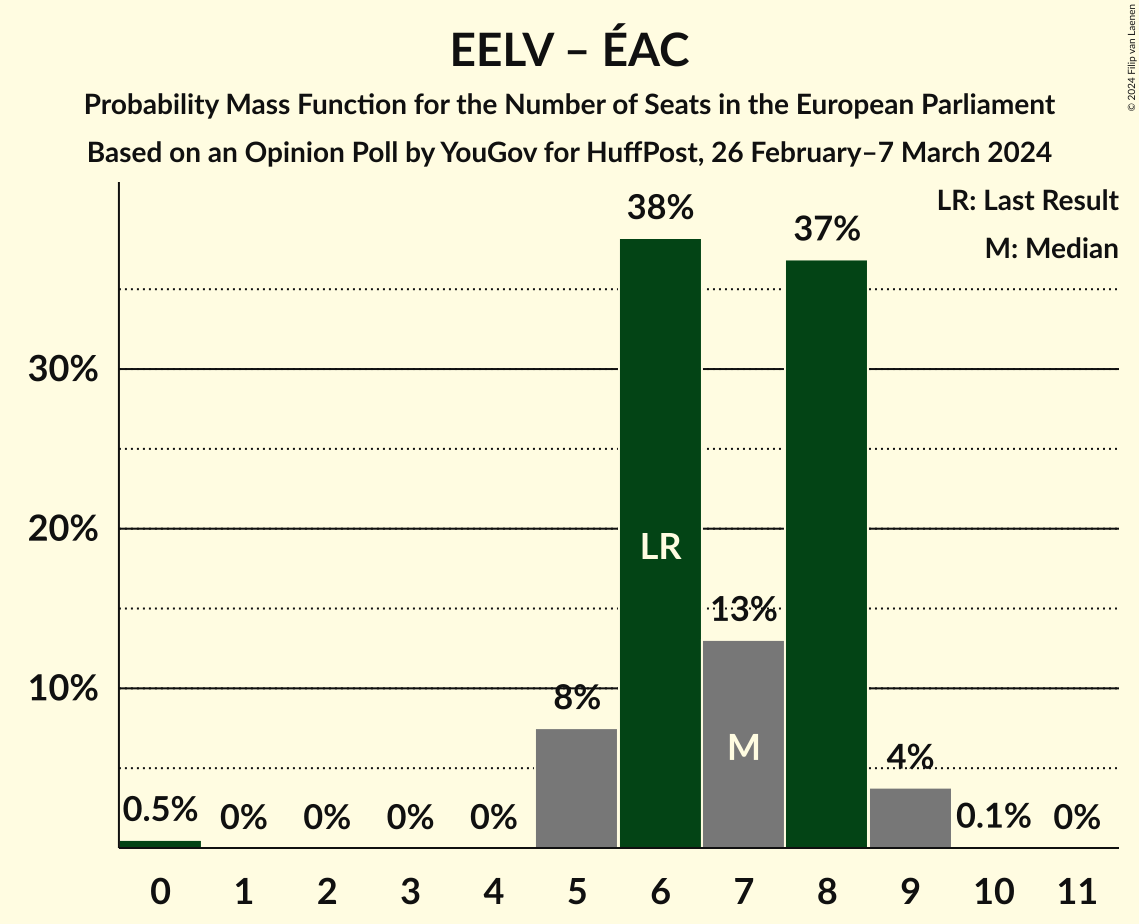 EELV – ÉAC
Probability Mass Function for the Number of Seats in the European Parliament
Based on an Opinion Poll by YouGov for HuffPost, 26 February–7 March 2024
© 2024 Filip van Laenen
LR: Last Result
M: Median
38%
37%
30%
20%
LR
13%
10%
8%
M
4%
0.5%
0%
0%
0%
0%
0.1%
0%
0 1 2 3 4 5 6 7 8 9 10 11